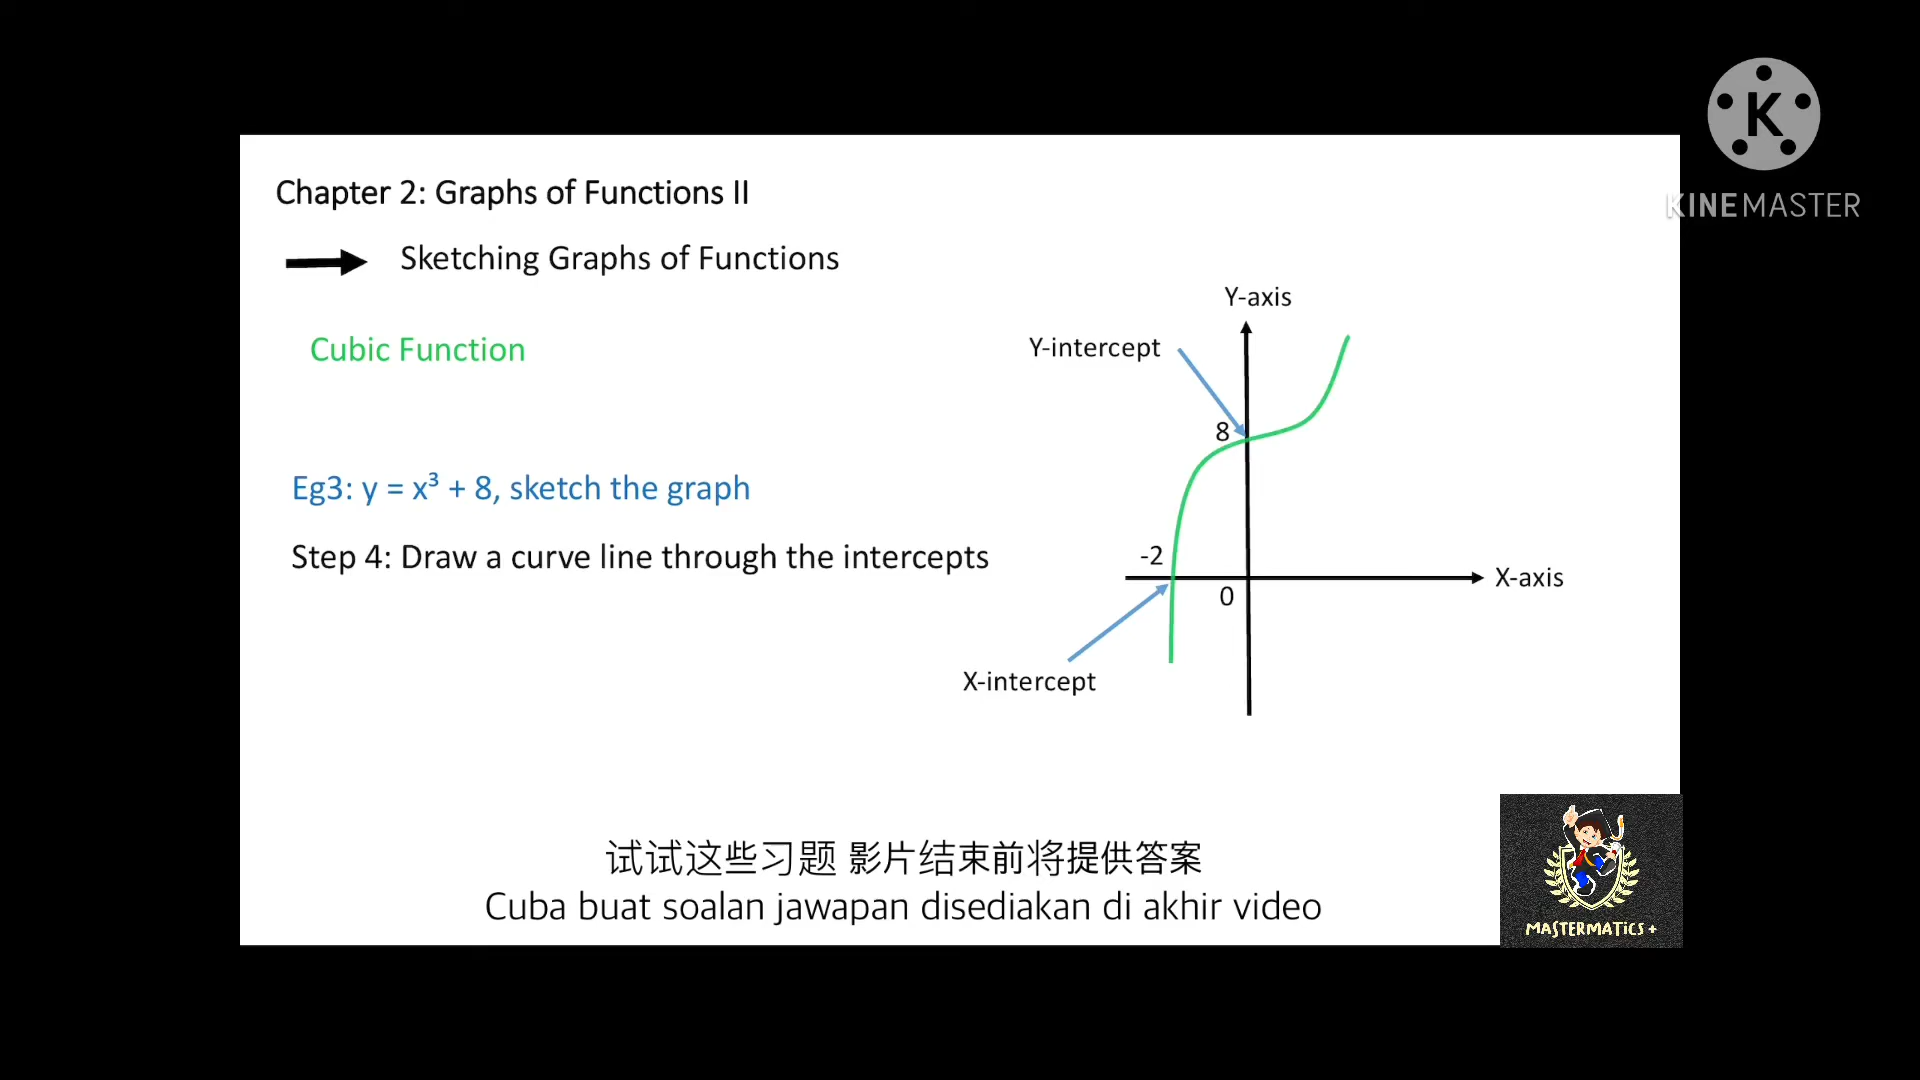 K
KINEMASTER
Chapter 2: Graphs of Functions II
Sketching Graphs of Functions
Cubic Function
Eg3: y = x³ + 8, sketch the graph
Step 4: Draw a curve line through the intercepts
Y-axis
Y-intercept
8
-2
0
X-axis
X-intercept
试试这些习题 影片结束前将提供答案
Cuba buat soalan jawapan disediakan di akhir video
MASTERMATiCS +